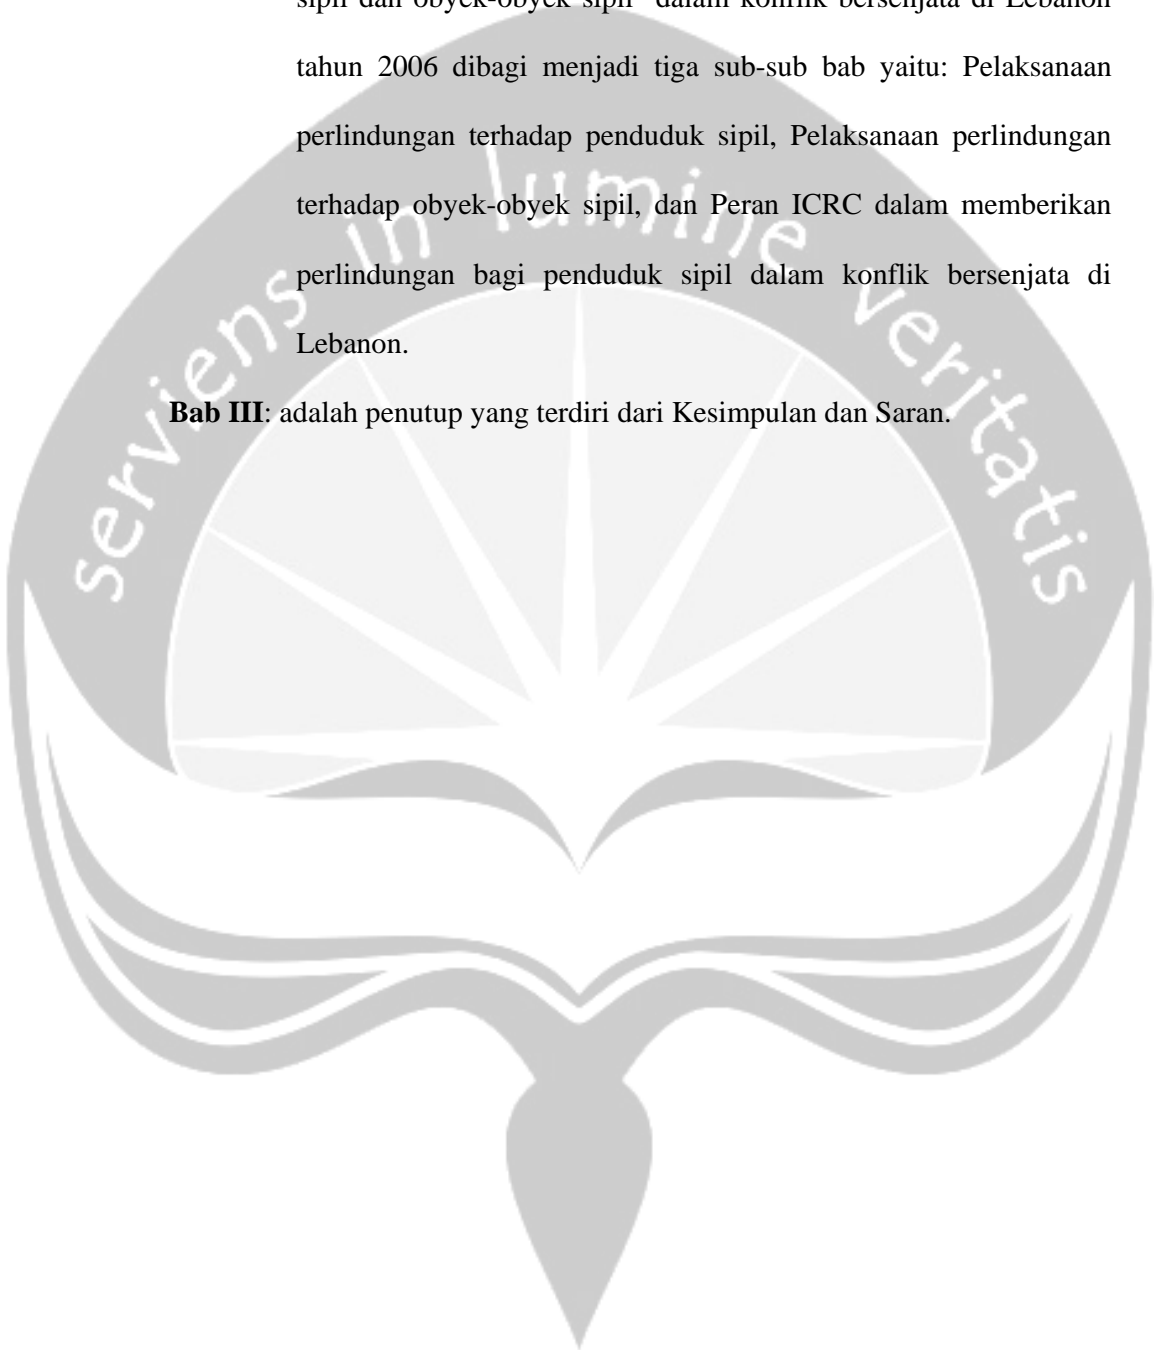 sipil dan obyek-obyek sipil dalam konflik bersenjata di Lebanon
tahun 2006 dibagi menjadi tiga sub-sub bab yaitu: Pelaksanaan
perlindungan terhadap penduduk sipil, Pelaksanaan perlindungan
terhadap obyek-obyek sipil, dan Peran ICRC dalam memberikan
perlindungan bagi penduduk sipil dalam konflik bersenjata di
Lebanon.
Bab III: adalah penutup yang terdiri dari Kesimpulan dan Saran.
serviens in lumine veritatis